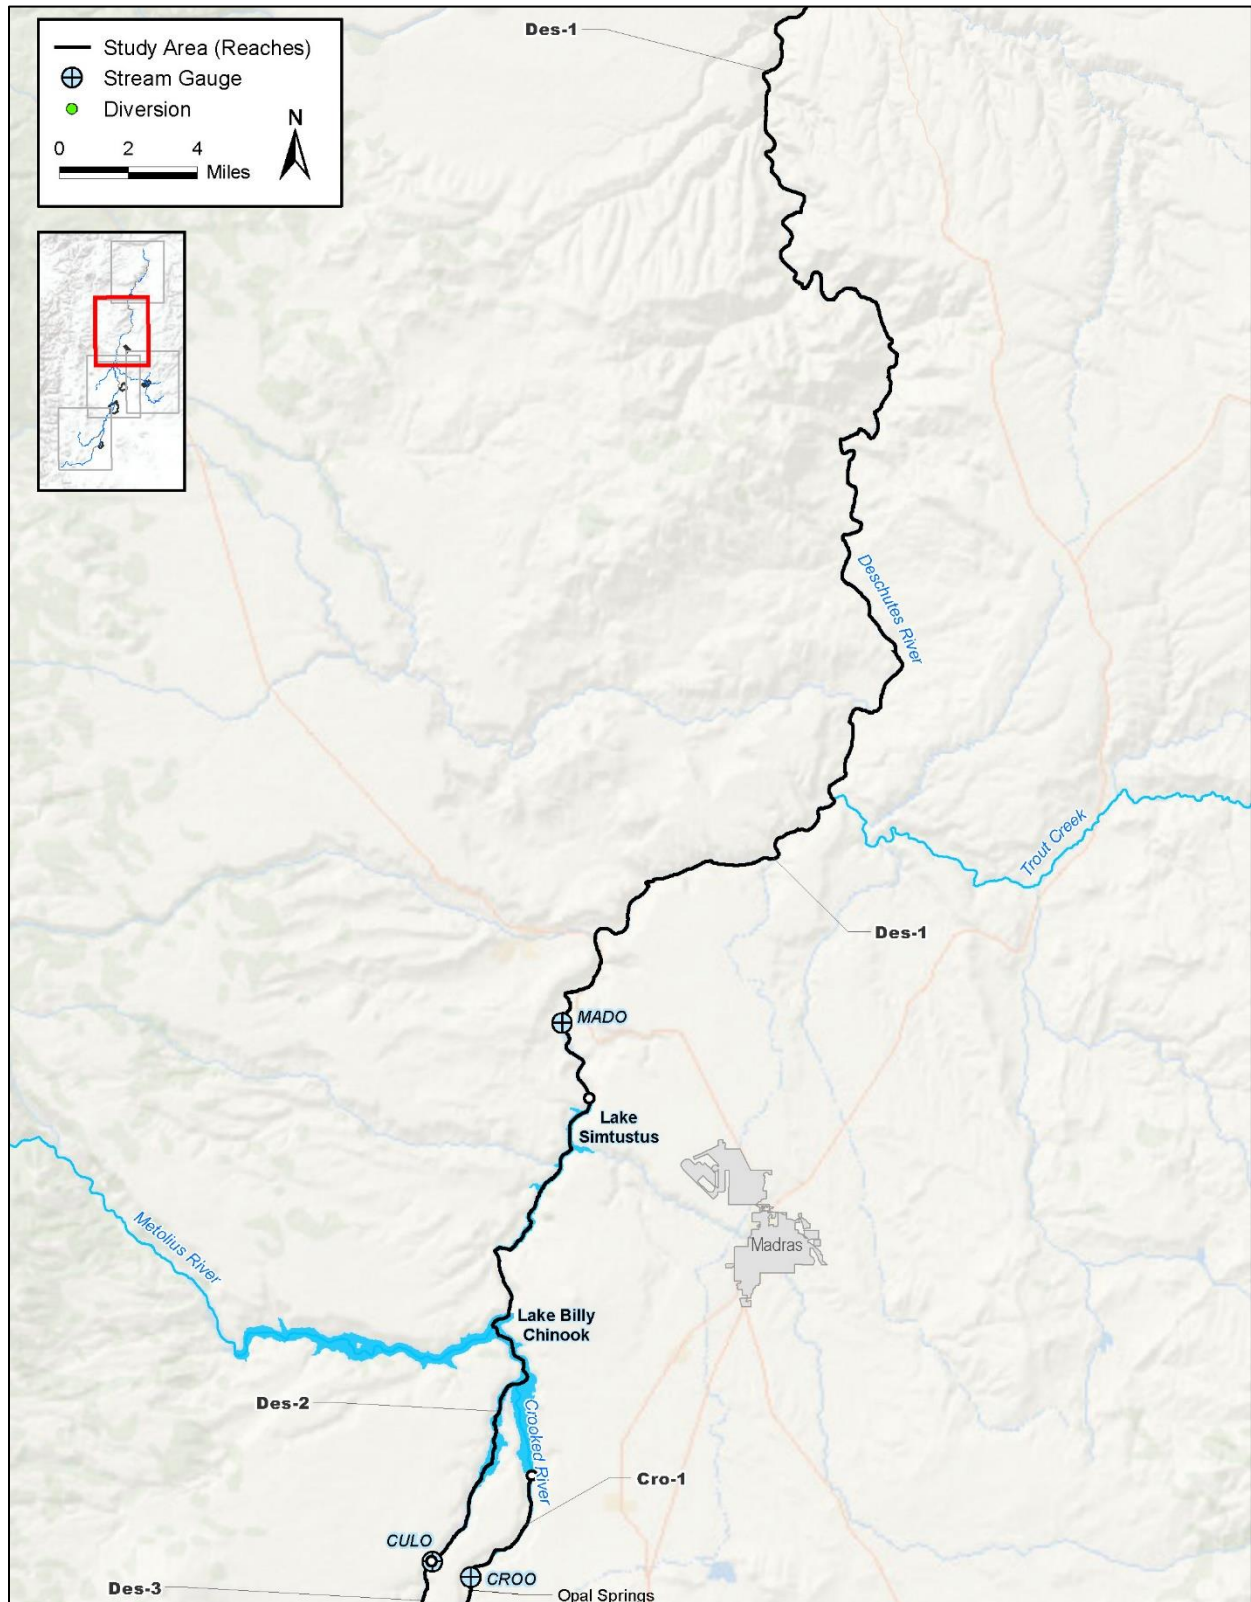 Des-1
Study Area (Reaches)
Stream Gauge
Diversion
N
0 2 4
Miles
Deschutes River
Trout Creek
Des-1
MADO
Lake
Simtustus
Madras
Metolius River
Lake Billy
Chinook
Des-2
Crooked River
Cro-1
CULO
CROO
Des-3
Opal Springs